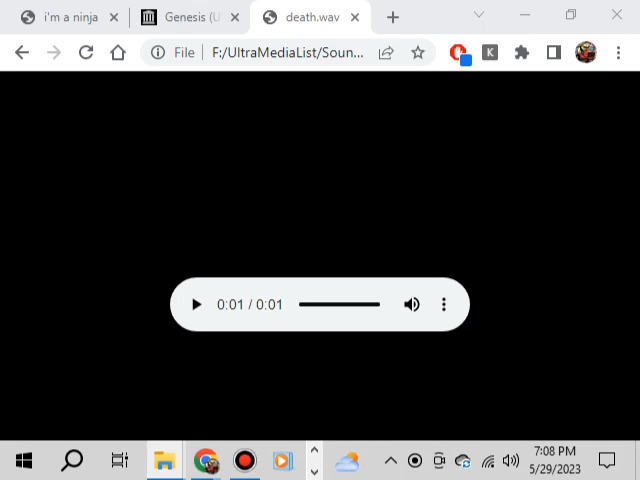 i'm a ninja
Genesis (U
death.wav
File
F:/UltraMediaList/Soun...
K
0:01 / 0:01
7:08 PM
5/29/2023